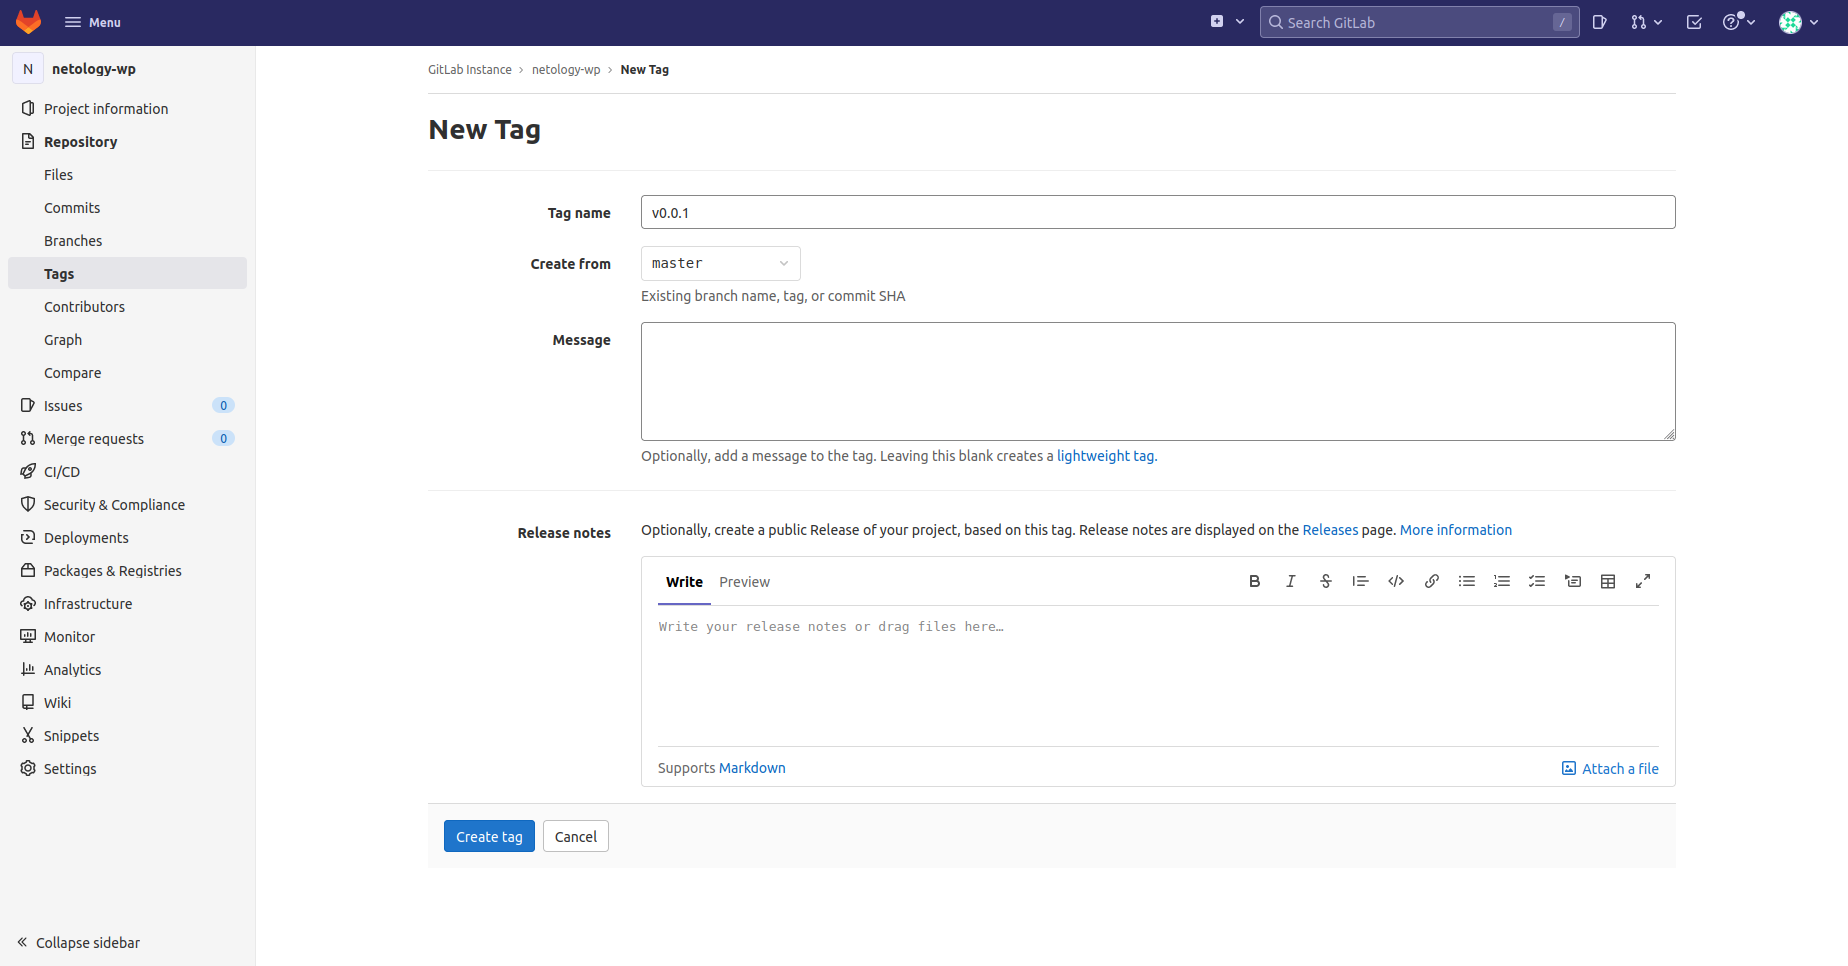 Menu
Search GitLab
/
N
netology-wp
Project information
Repository
Files
Commits
Branches
Tags
Contributors
Graph
Compare
Issues
0
Merge requests
0
CI/CD
Security & Compliance
Deployments
Packages & Registries
Infrastructure
Monitor
Analytics
Wiki
Snippets
Settings
Collapse sidebar
GitLab Instance › netology-wp › New Tag
New Tag
Tag name
v0.0.1
Create from
master
Existing branch name, tag, or commit SHA
Message
Optionally, add a message to the tag. Leaving this blank creates a lightweight tag.
Release notes
Optionally, create a public Release of your project, based on this tag. Release notes are displayed on the Releases page. More information
Write Preview
Write your release notes or drag files here…
Supports Markdown
Attach a file
Create tag
Cancel